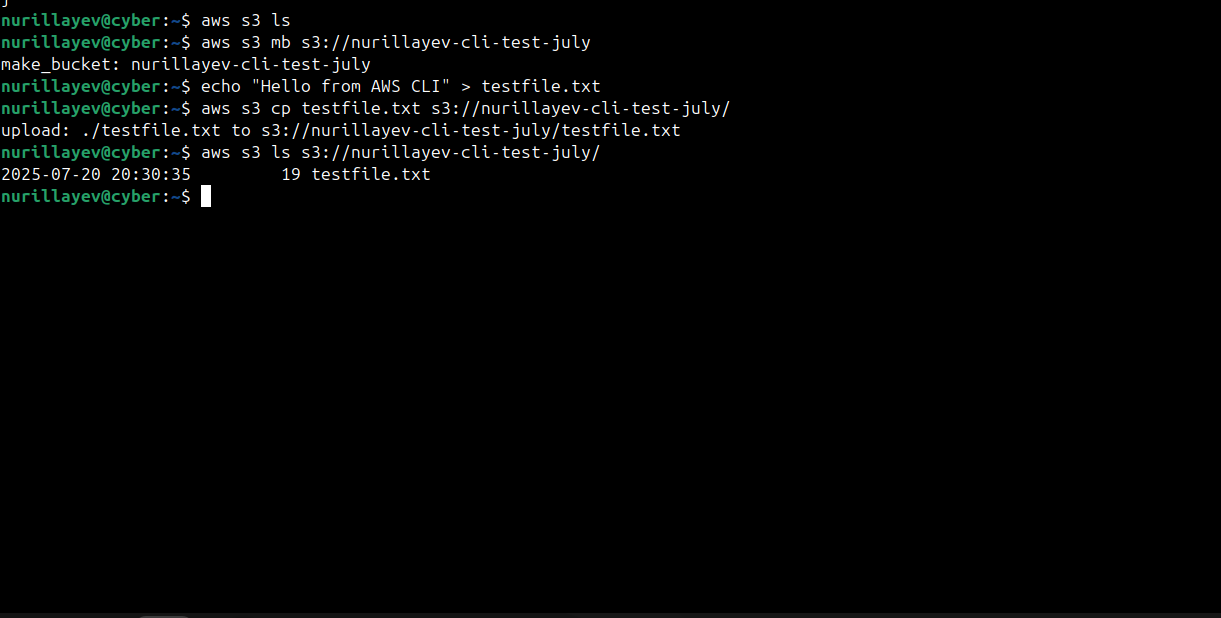 }
nurillayev@cyber:~$ aws s3 ls
nurillayev@cyber:~$ aws s3 mb s3://nurillayev-cli-test-july
make_bucket: nurillayev-cli-test-july
nurillayev@cyber:~$ echo "Hello from AWS CLI" > testfile.txt
nurillayev@cyber:~$ aws s3 cp testfile.txt s3://nurillayev-cli-test-july/
upload: ./testfile.txt to s3://nurillayev-cli-test-july/testfile.txt
nurillayev@cyber:~$ aws s3 ls s3://nurillayev-cli-test-july/
2025-07-20 20:30:35         19 testfile.txt
nurillayev@cyber:~$